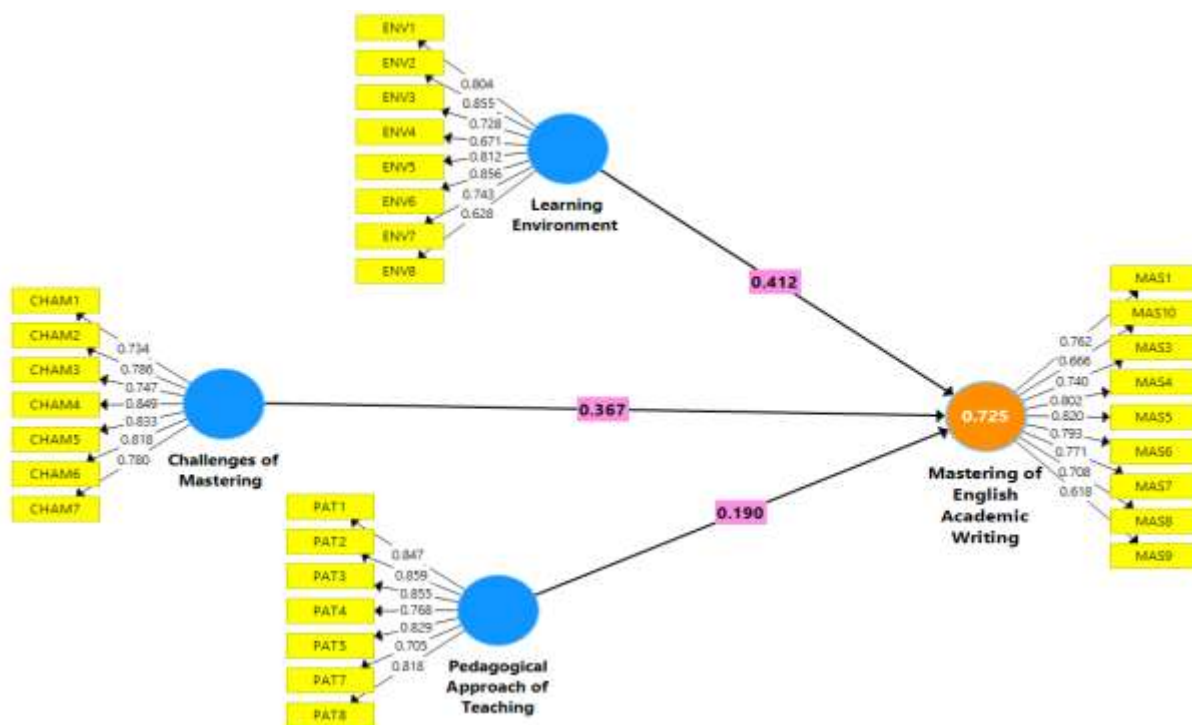 ENV1
ENV2
ENV3
ENV4
ENV5
ENV6
ENV7
ENV8
0.804
0.855
0.728
0.671
0.812
0.856
0.743
0.628
Learning
Environment
0.412
CHAM1
CHAM2
CHAM3
CHAM4
CHAM5
CHAM6
CHAM7
0.734
0.786
0.747
0.849
0.833
0.818
0.780
Challenges of
Mastering
0.367
PAT1
PAT2
PAT3
PAT4
PAT5
PAT7
PAT8
0.847
0.859
0.855
0.768
0.829
0.705
0.818
Pedagogical
Approach of
Teaching
0.190
0.725
Mastering of
English
Academic
Writing
0.762
0.666
0.740
0.802
0.820
0.793
0.771
0.708
0.618
MAS1
MAS10
MAS3
MAS4
MAS5
MAS6
MAS7
MAS8
MAS9